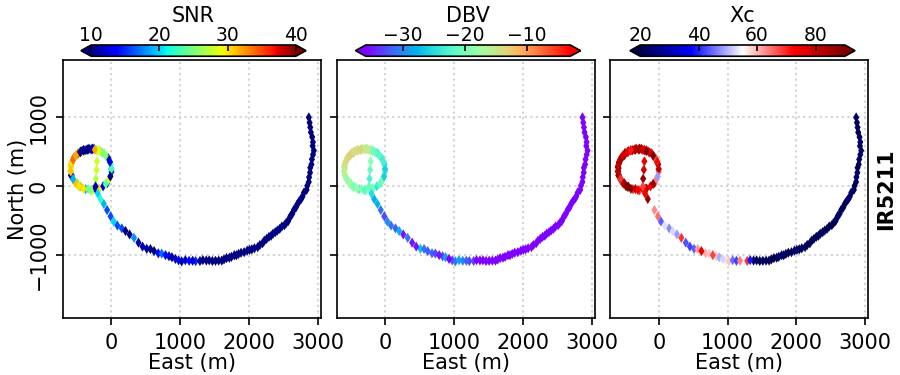 SNR DBV Xc
10 20 30 40 −30 −20 −10 20 40 60 80
1000
0
−1000
North (m)
IR5211
0 1000 2000 3000 0 1000 2000 3000 0 1000 2000 3000
East (m) East (m) East (m)